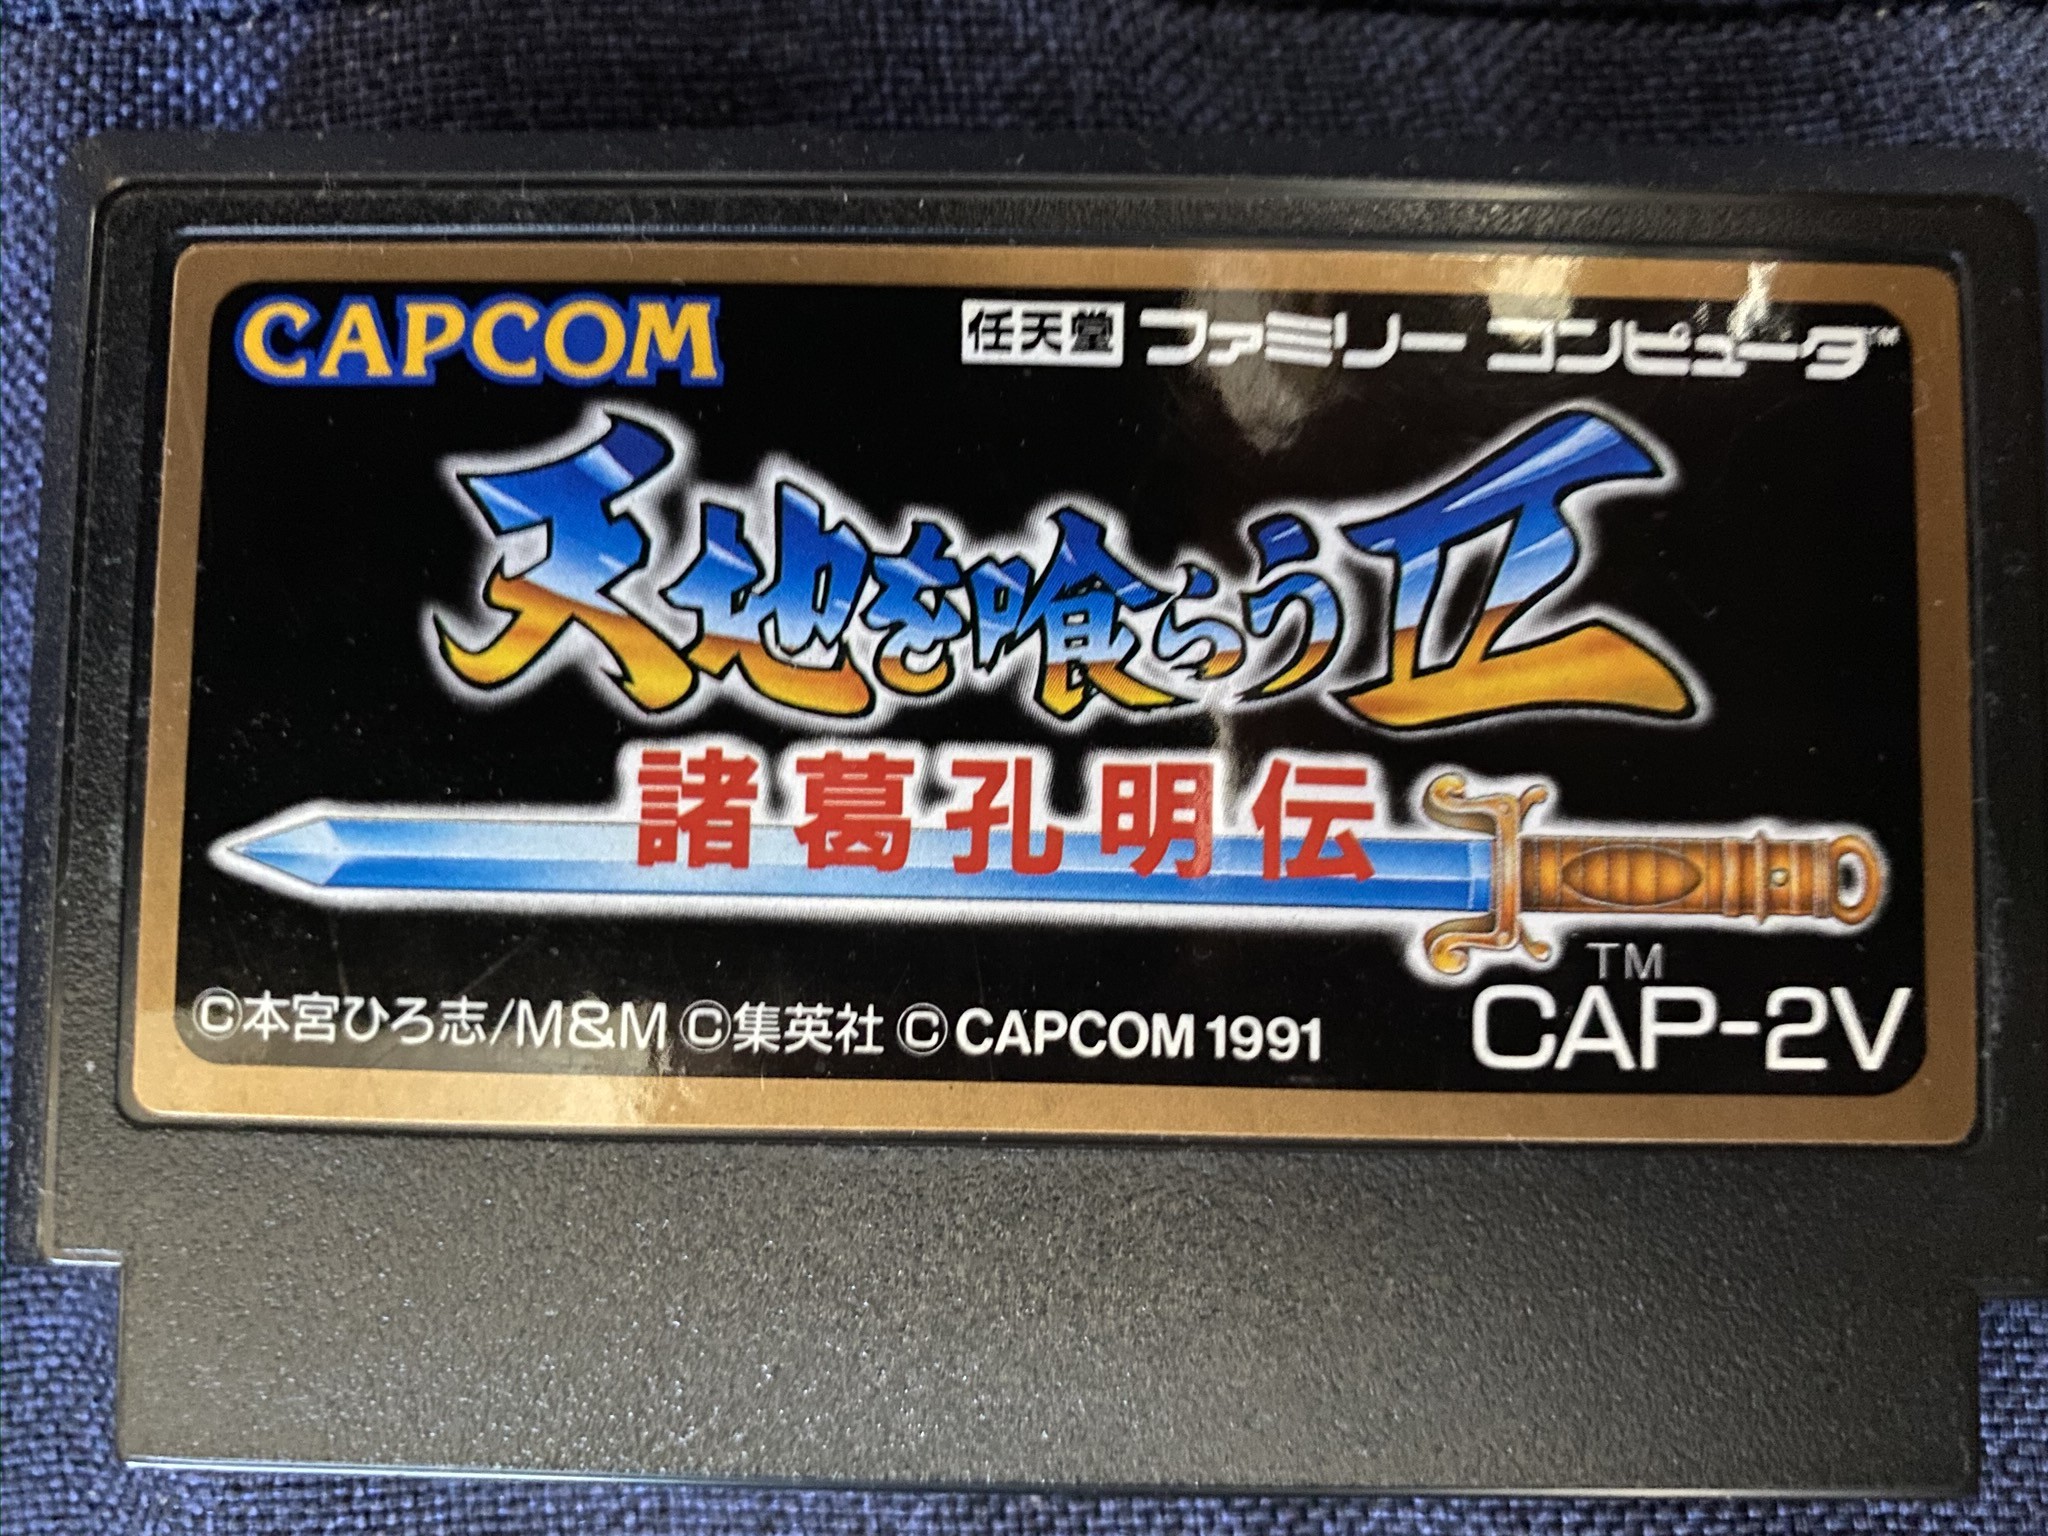 CAPCOM
任天堂 ファミリー コンピュータ™
天地を喰らうII
諸葛孔明伝
TM
©本宮ひろ志/M&M ©集英社 © CAPCOM 1991
CAP-2V